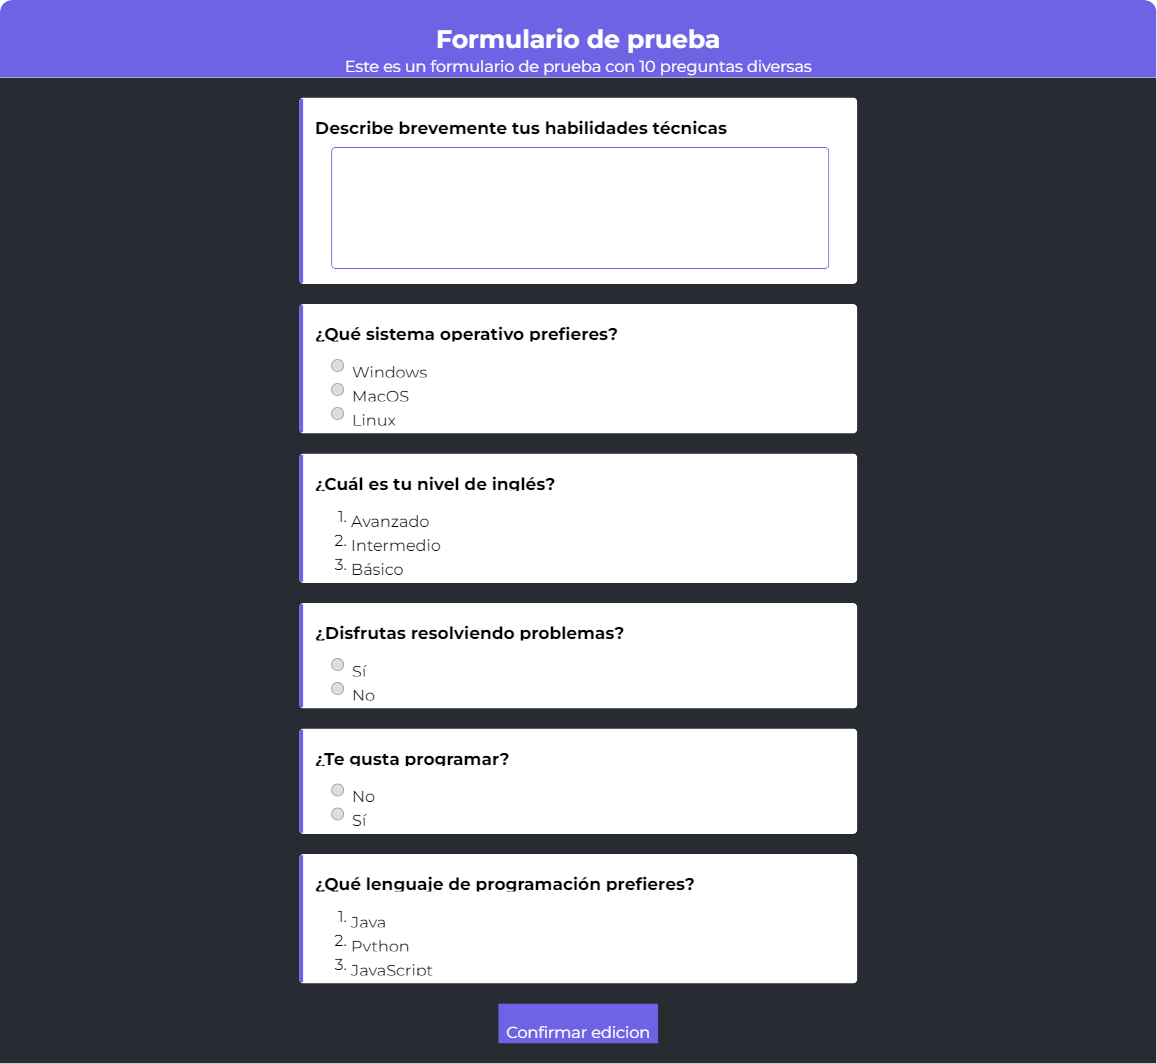 Formulario de prueba
Este es un formulario de prueba con 10 preguntas diversas
Describe brevemente tus habilidades técnicas
¿Qué sistema operativo prefieres?
Windows
MacOS
Linux
¿Cuál es tu nivel de inglés?
1. Avanzado
2. Intermedio
3. Básico
¿Disfrutas resolviendo problemas?
Sí
No
¿Te gusta programar?
No
Sí
¿Qué lenguaje de programación prefieres?
1. Java
2. Python
3. JavaScript
Confirmar edicion